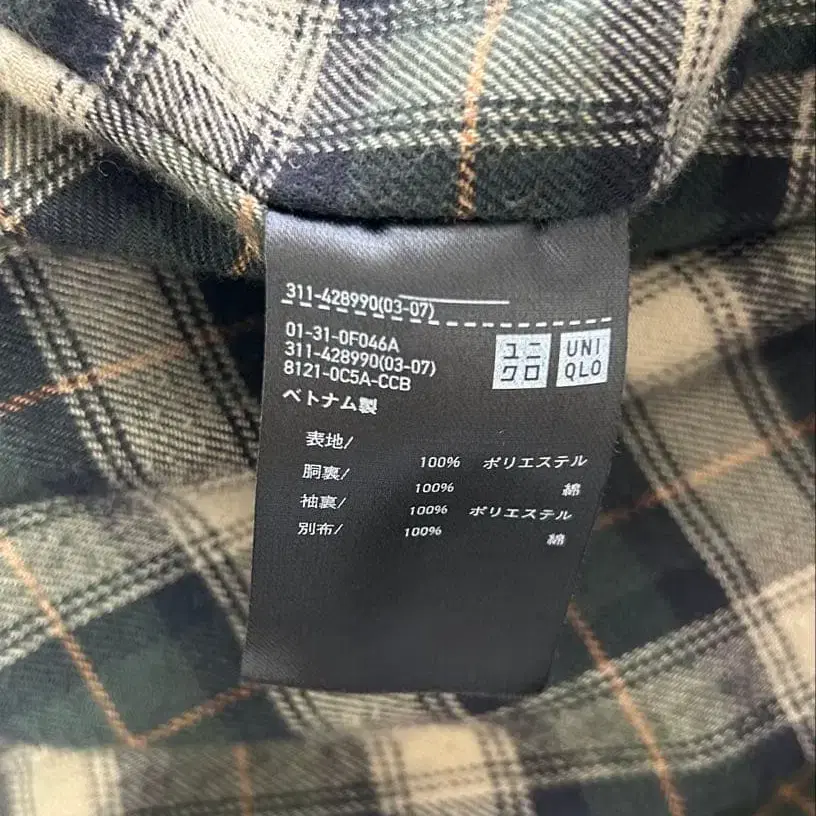 311-428990(03-07)
01-31-0F046A
311-428990(03-07)
8121-0C5A-CCB
ベトナム製
ユニ
クロ
UNI
QLO
表地/ 100% ポリエステル
胴裏/ 100% 綿
袖裏/ 100% ポリエステル
別布/ 100% 綿